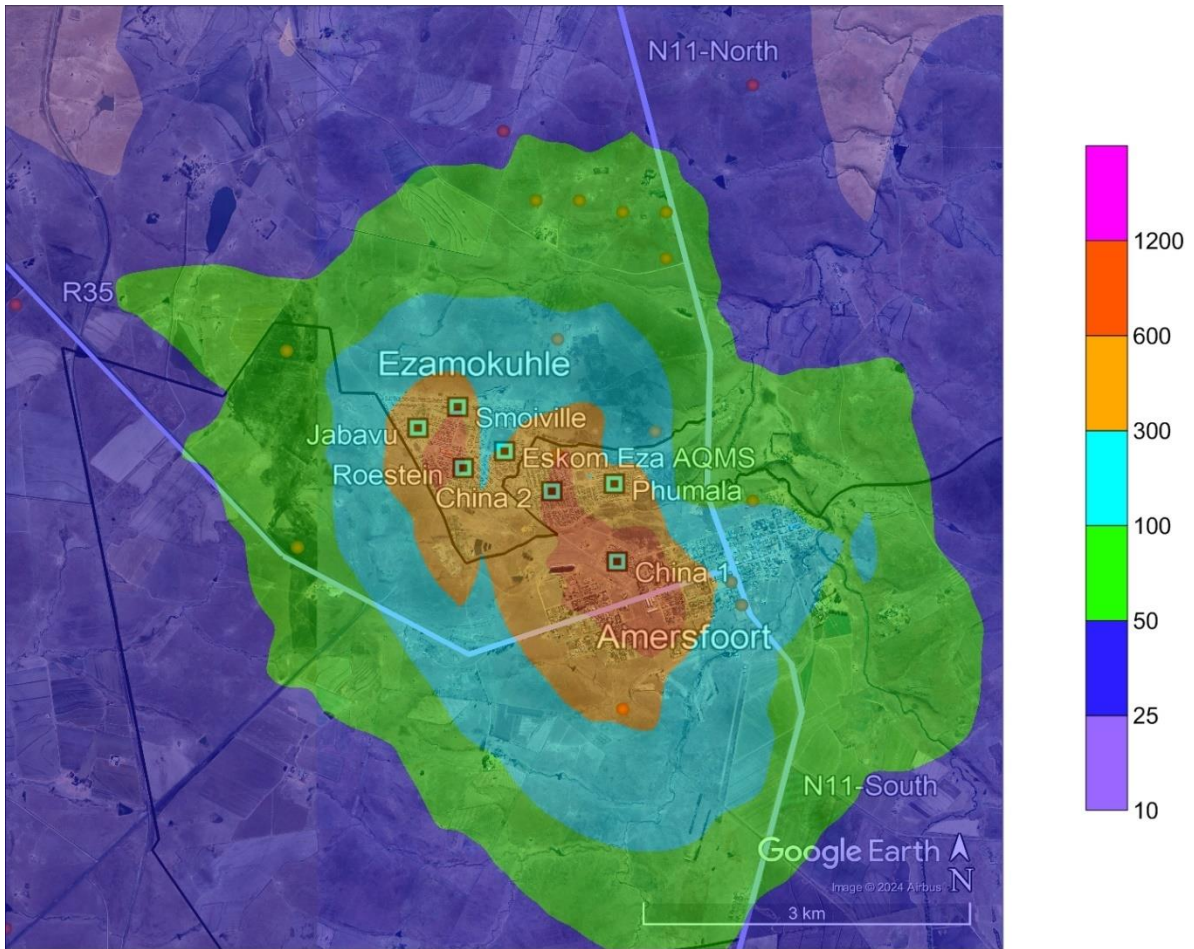 N11-North
R35
Ezamokuhle
Smoiville
Jabavu
Eskom Eza AQMS
Roestein
China 2
Phumala
China 1
Amersfoort
N11-South
Google Earth
Image © 2024 Airbus
N
3 km
1200
600
300
100
50
25
10